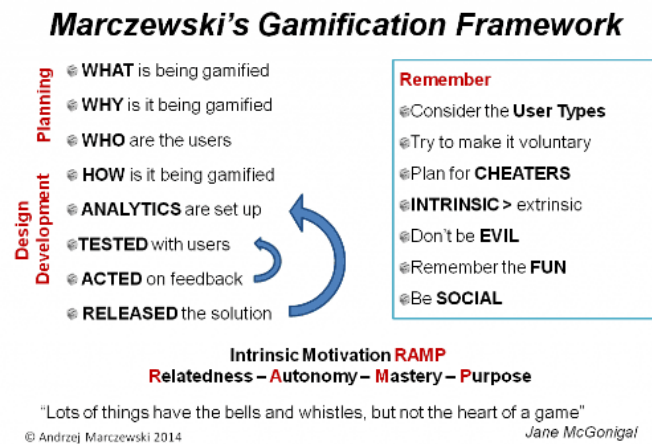 Marczewski's Gamification Framework
Planning
WHAT is being gamified
WHY is it being gamified
WHO are the users
Design
Development
HOW is it being gamified
ANALYTICS are set up
TESTED with users
ACTED on feedback
RELEASED the solution
Remember
Consider the User Types
Try to make it voluntary
Plan for CHEATERS
INTRINSIC > extrinsic
Don't be EVIL
Remember the FUN
Be SOCIAL
Intrinsic Motivation RAMP
Relatedness – Autonomy – Mastery – Purpose
“Lots of things have the bells and whistles, but not the heart of a game”
Jane McGonigal
© Andrzej Marczewski 2014